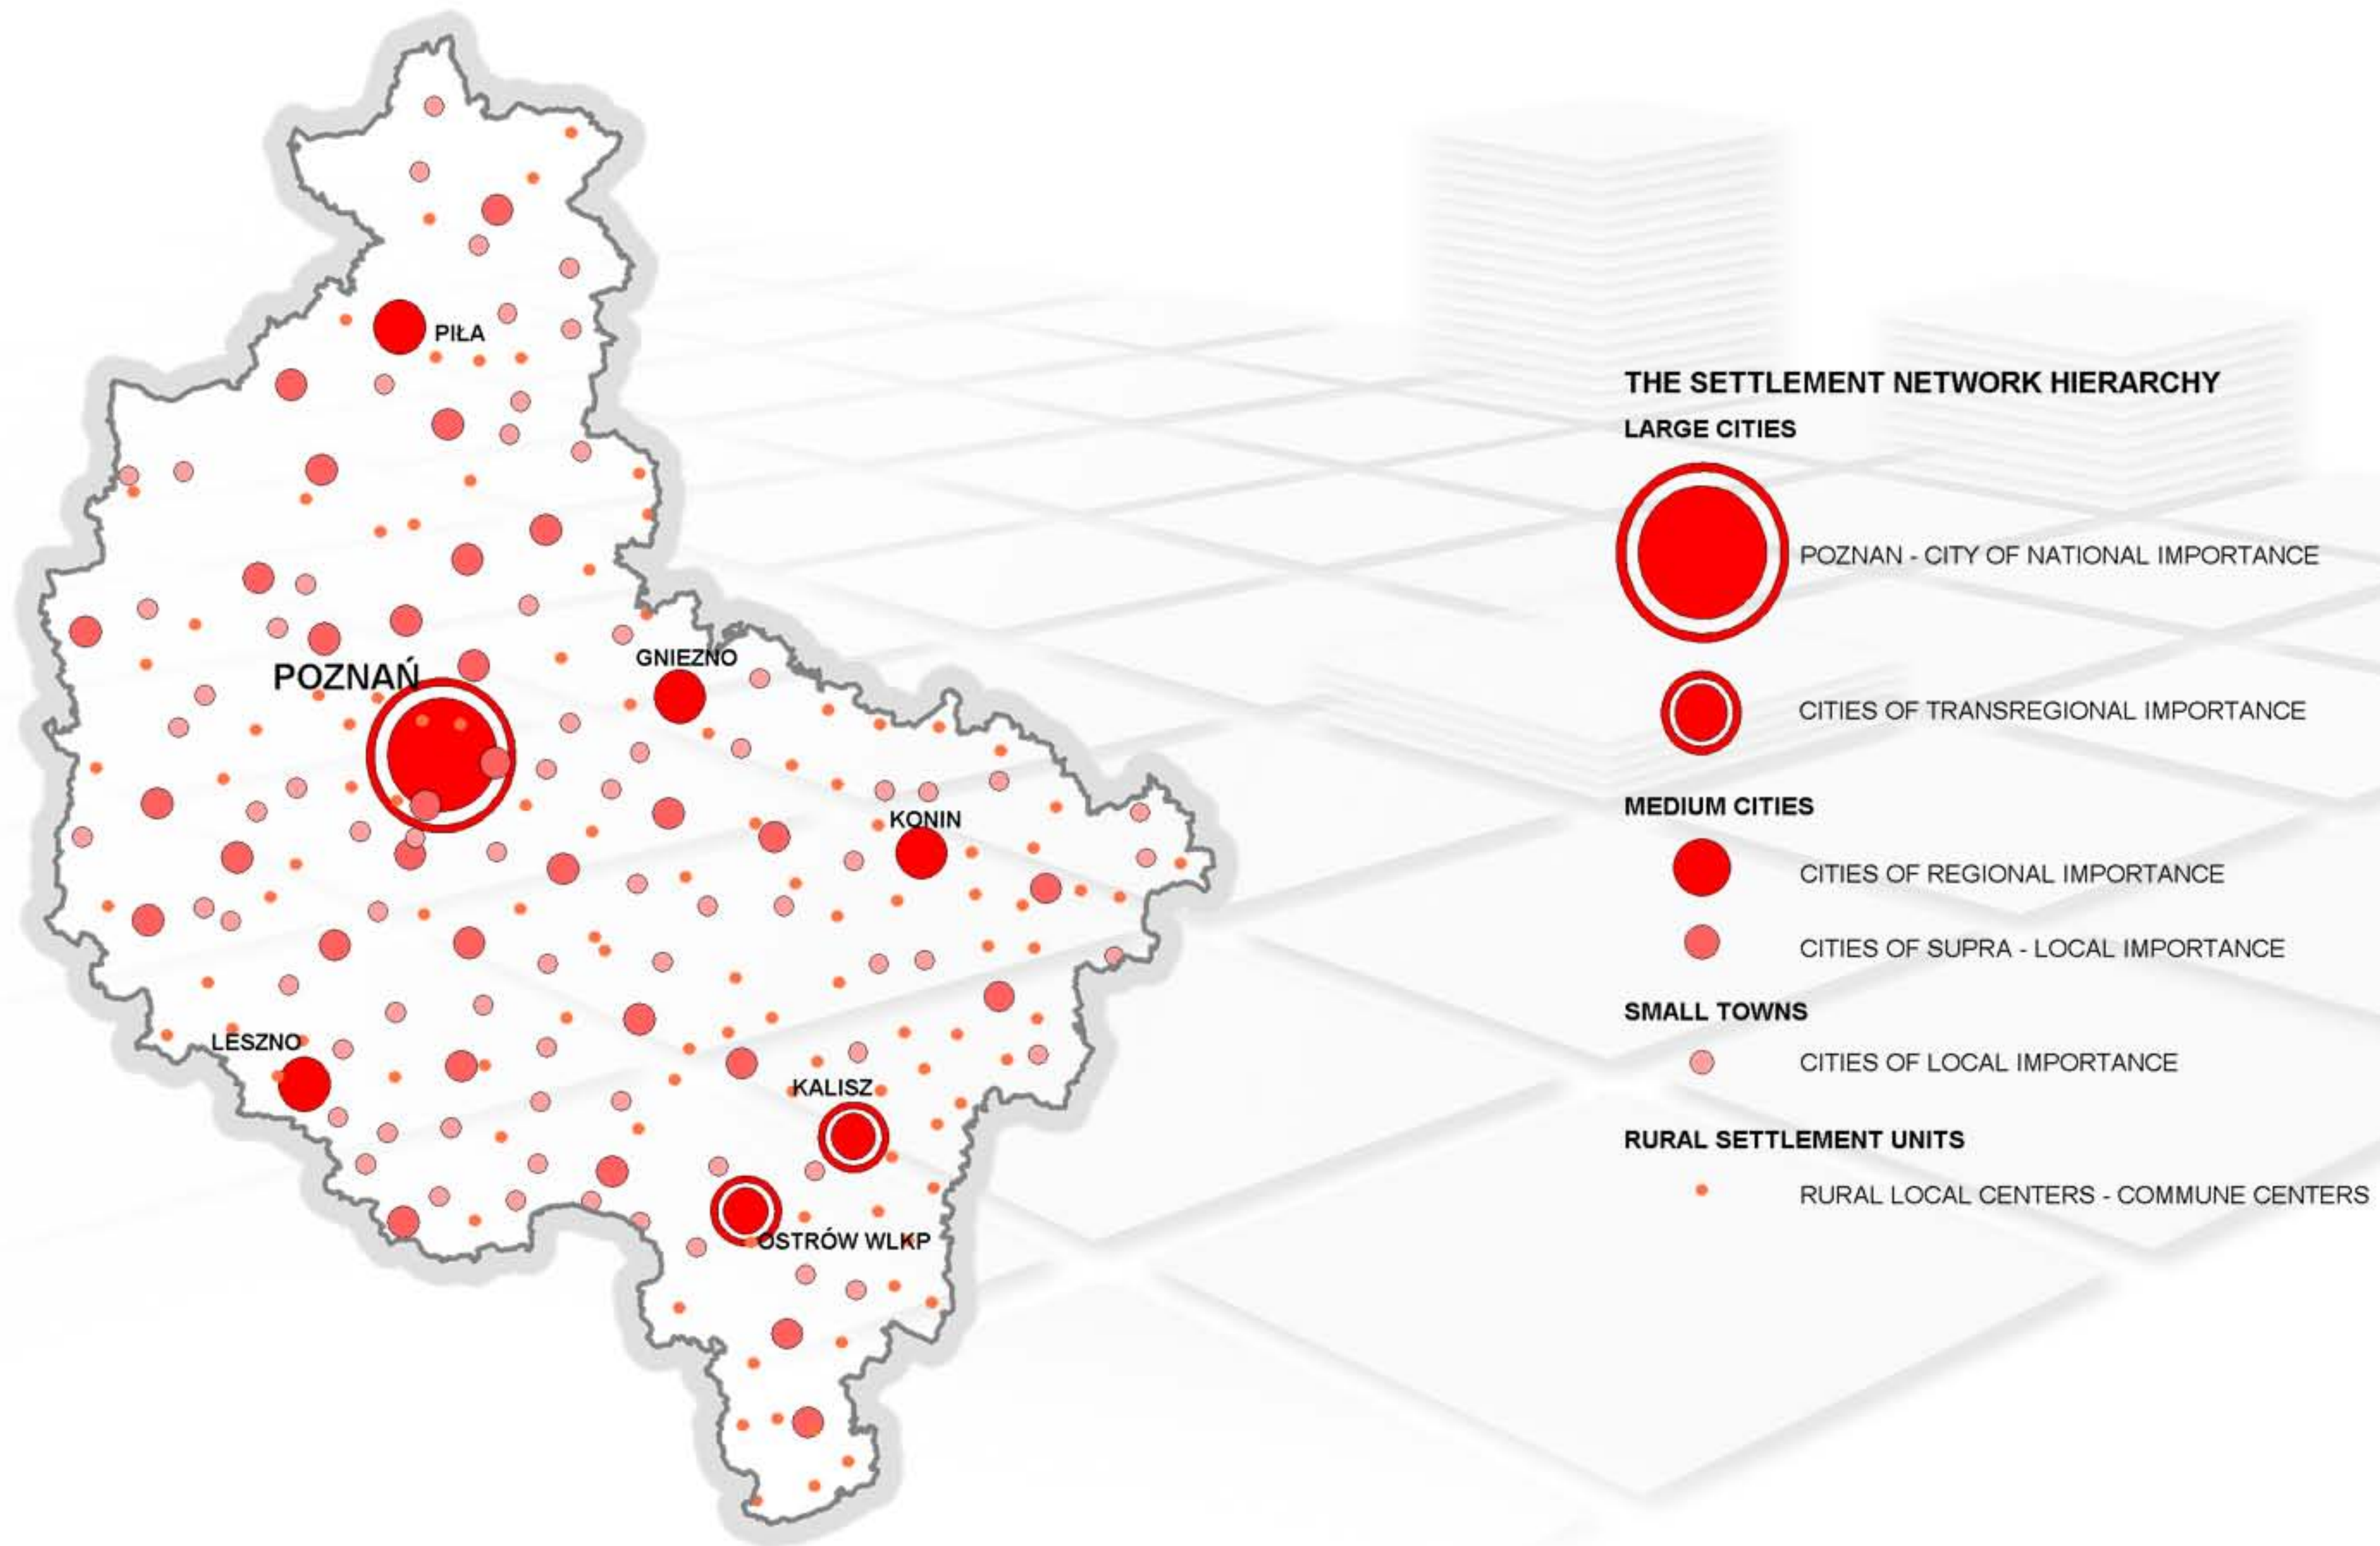 PIŁA
GNIEZNO
POZNAŃ
KONIN
LESZNO
KALISZ
OSTRÓW WLKP
THE SETTLEMENT NETWORK HIERARCHY
LARGE CITIES
POZNAN - CITY OF NATIONAL IMPORTANCE
CITIES OF TRANSREGIONAL IMPORTANCE
MEDIUM CITIES
CITIES OF REGIONAL IMPORTANCE
CITIES OF SUPRA - LOCAL IMPORTANCE
SMALL TOWNS
CITIES OF LOCAL IMPORTANCE
RURAL SETTLEMENT UNITS
RURAL LOCAL CENTERS - COMMUNE CENTERS